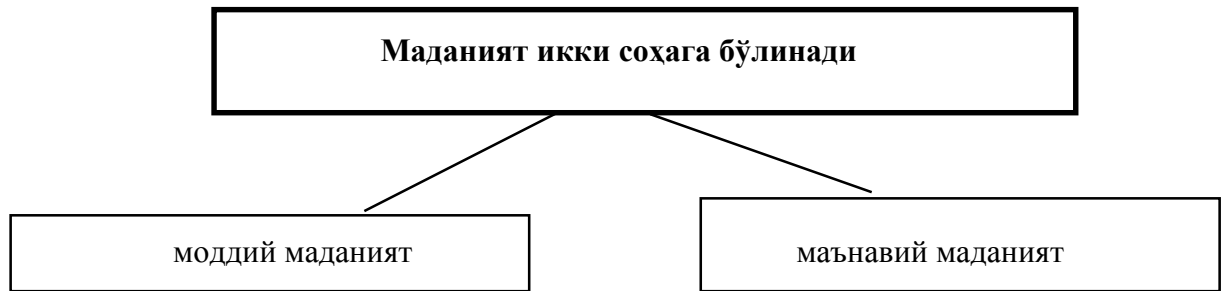 Маданият икки соҳага бўлинади
моддий маданият
маънавий маданият